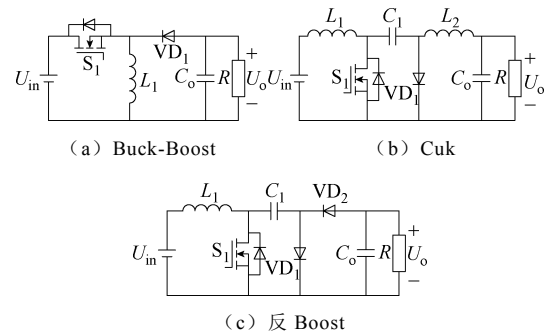 S₁ VD₁ L₁ Uin Co R + Uo −
(a) Buck-Boost
L₁ C₁ L₂ Uin S₁ VD₁ Co R + Uo −
(b) Cuk
L₁ C₁ VD₂ Uin S₁ VD₁ Co R + Uo −
(c) 反 Boost